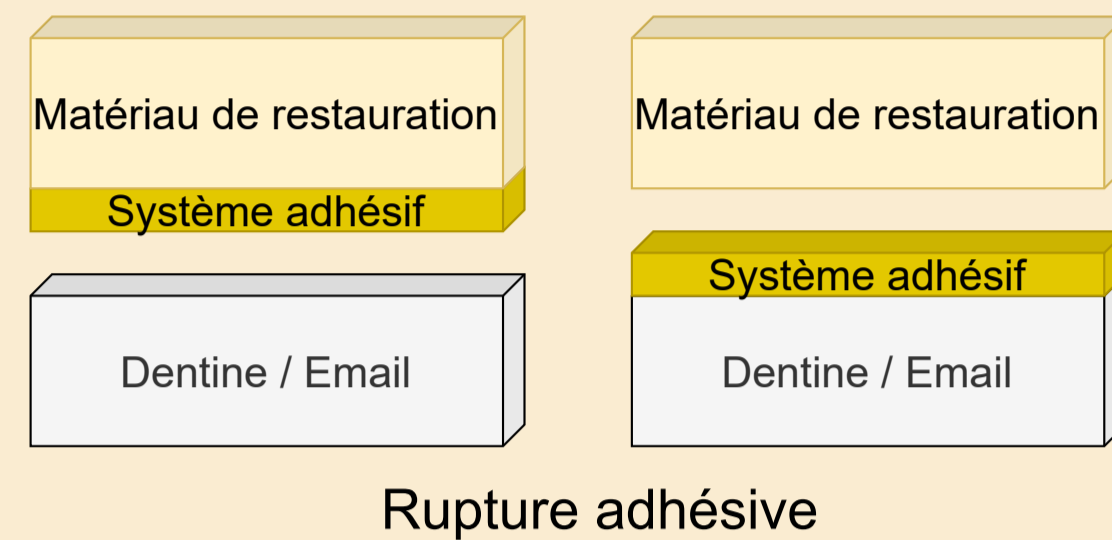 Matériau de restauration
Système adhésif
Dentine / Email
Matériau de restauration
Système adhésif
Dentine / Email
Rupture adhésive